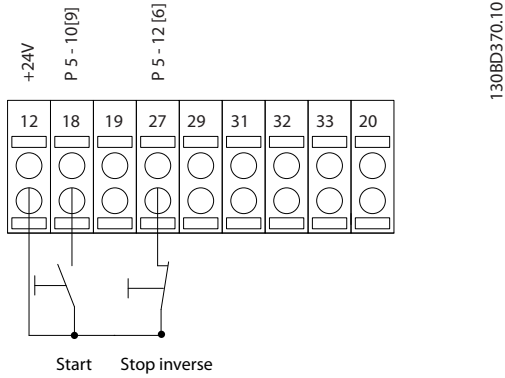 +24V
P 5 - 10[9]
P 5 - 12 [6]
130BD370.10
12 18 19 27 29 31 32 33 20
Start Stop inverse